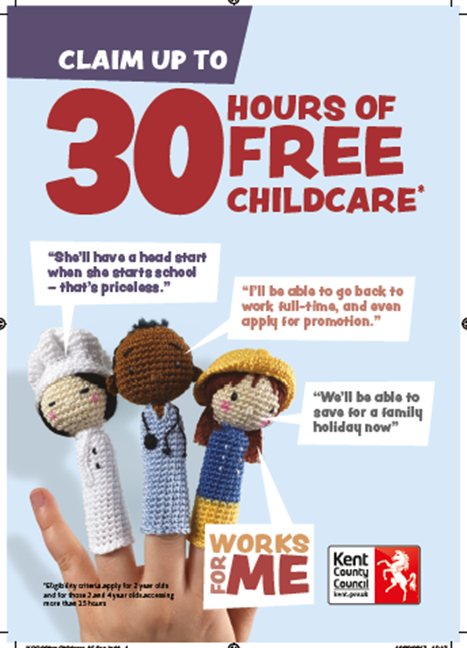 CLAIM UP TO
30 HOURS OF
FREE
CHILDCARE*
"She'll have a head start
when she starts school
– that's priceless."
"I'll be able to go back to
work full-time, and even
apply for promotion."
"We'll be able to
save for a family
holiday now"
WORKS
FOR ME
Kent
County
Council
kent.gov.uk
*Eligibility criteria apply for 2 year olds
and for those 3 and 4 year olds accessing
more than 15 hours